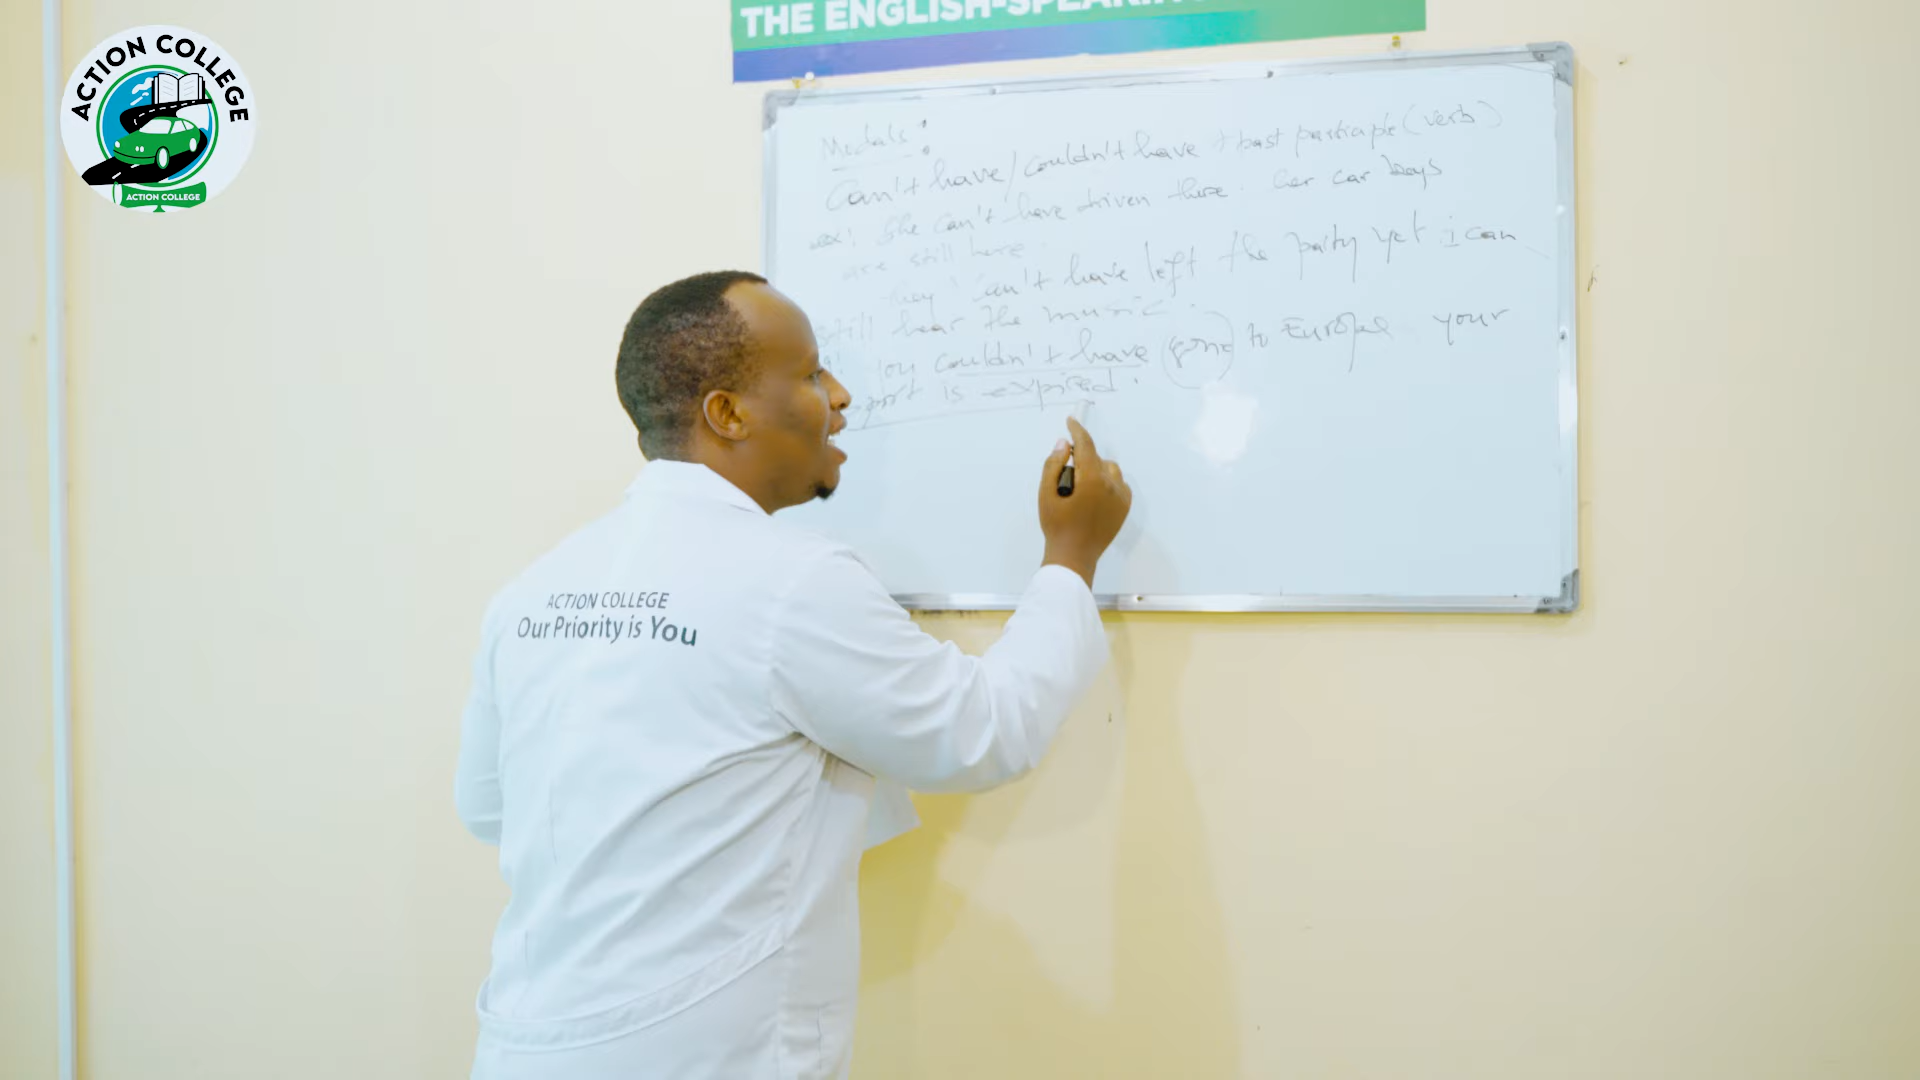 ACTION COLLEGE
ACTION COLLEGE
THE ENGLISH-SPEAKIN
Modals:
Can't have/couldn't have + past participle (verb)
ex: She can't have driven there. her car keys
are still here.
they can't have left the party yet i can
still hear the music.
you couldn't have (gone) to Europe your
port is expired.
ACTION COLLEGE
Our Priority is You